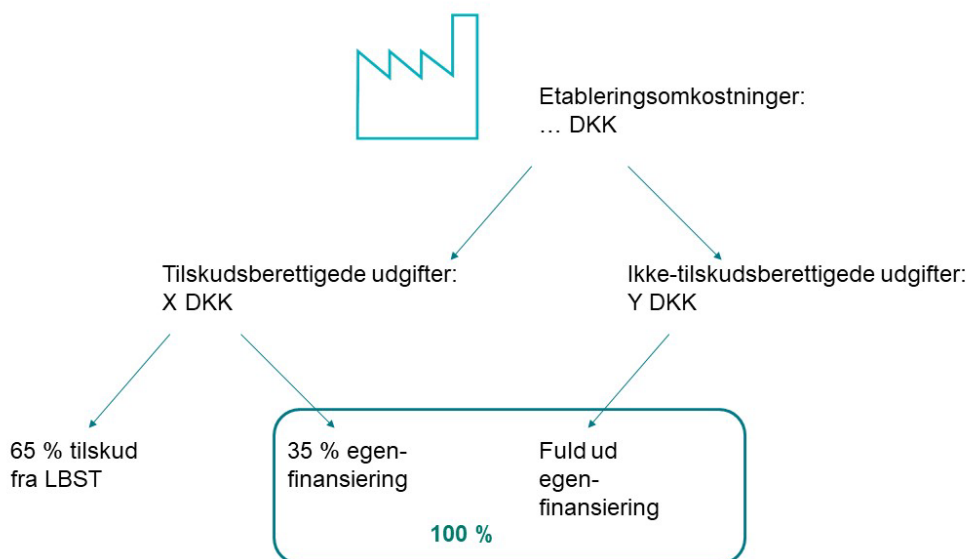 Etableringsomkostninger:
… DKK
Tilskudsberettigede udgifter:
X DKK
Ikke-tilskudsberettigede udgifter:
Y DKK
65 % tilskud
fra LBST
35 % egen-
finansiering
Fuld ud
egen-
finansiering
100 %